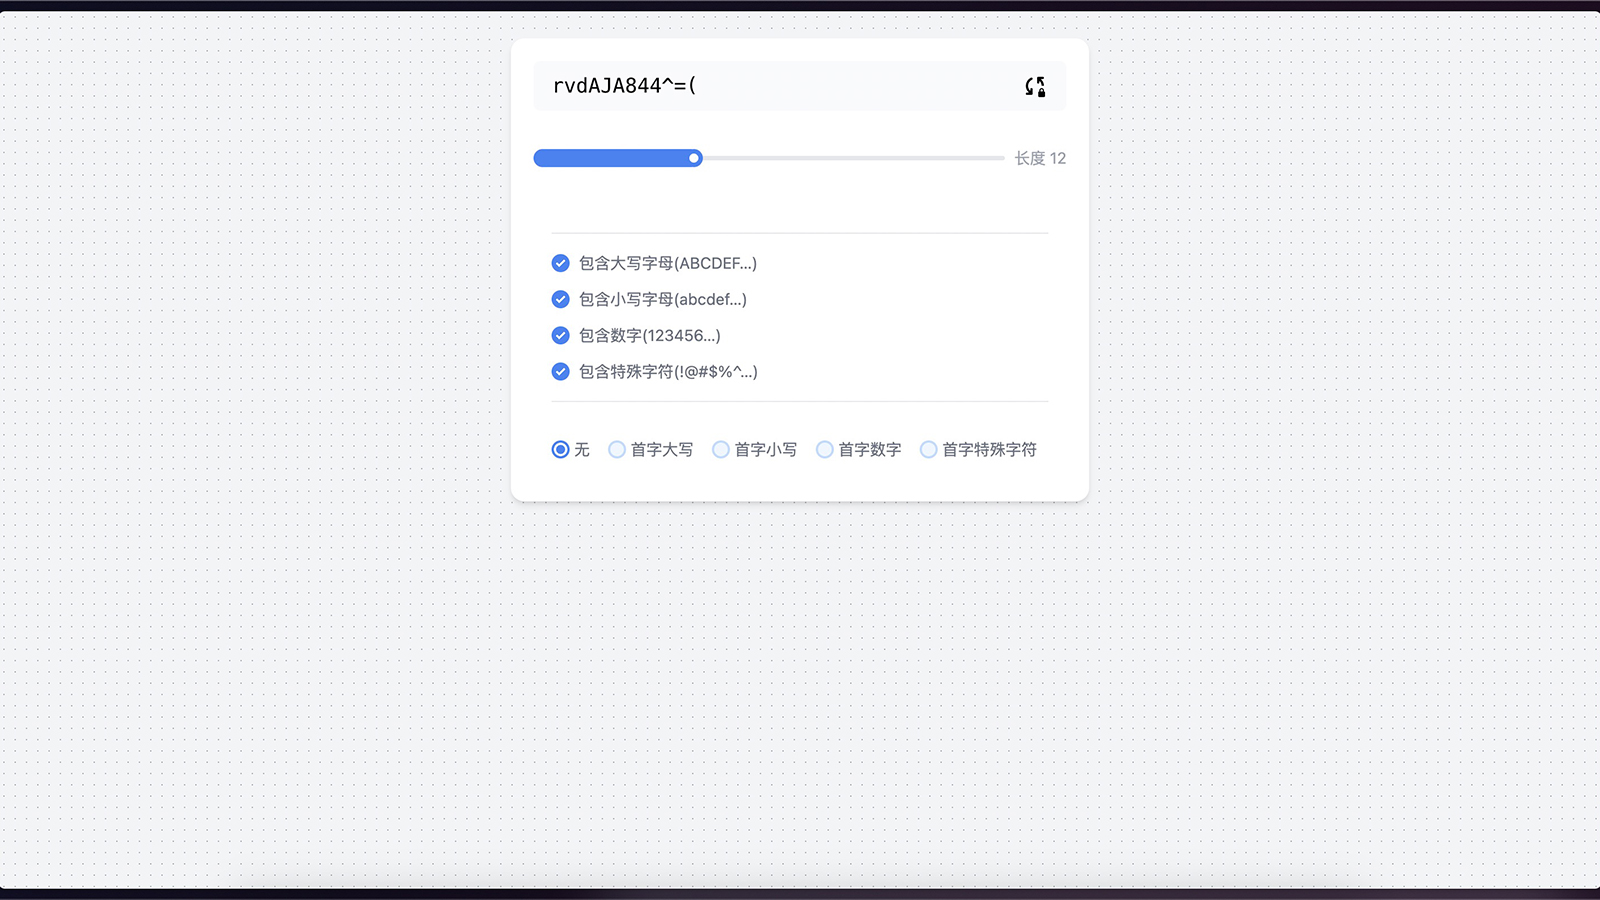 rvdAJA844^=(
长度 12
包含大写字母(ABCDEF...)
包含小写字母(abcdef...)
包含数字(123456...)
包含特殊字符(!@#$%^...)
无 首字大写 首字小写 首字数字 首字特殊字符